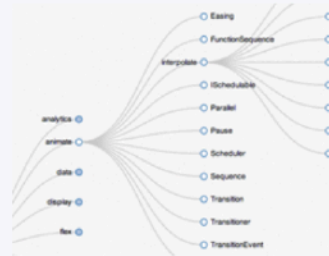 Easing
FunctionSequence
interpolate
ISchedulable
Parallel
Pause
Scheduler
Sequence
Transition
Transitioner
TransitionEvent
analytics
animate
data
display
flex